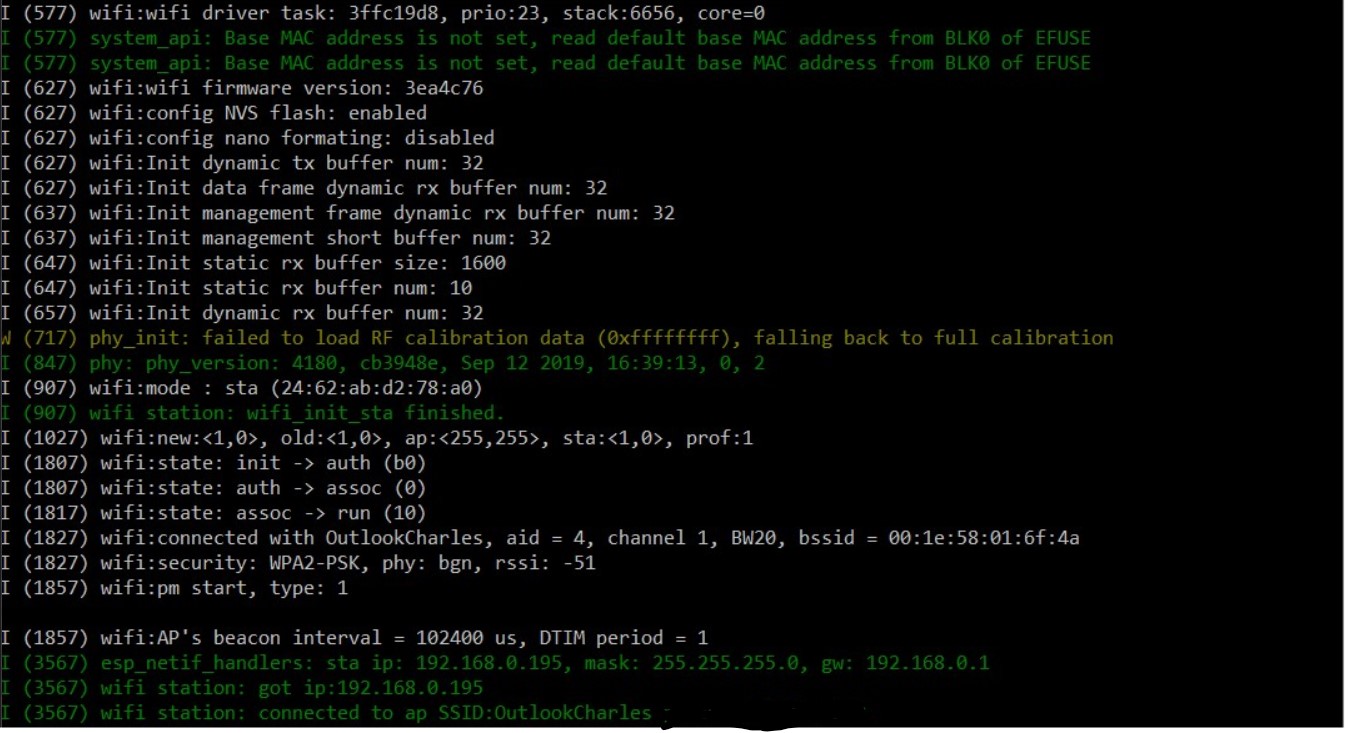 I (577) wifi:wifi driver task: 3ffc19d8, prio:23, stack:6656, core=0
I (577) system_api: Base MAC address is not set, read default base MAC address from BLK0 of EFUSE
I (577) system_api: Base MAC address is not set, read default base MAC address from BLK0 of EFUSE
I (627) wifi:wifi firmware version: 3ea4c76
I (627) wifi:config NVS flash: enabled
I (627) wifi:config nano formating: disabled
I (627) wifi:Init dynamic tx buffer num: 32
I (627) wifi:Init data frame dynamic rx buffer num: 32
I (637) wifi:Init management frame dynamic rx buffer num: 32
I (637) wifi:Init management short buffer num: 32
I (647) wifi:Init static rx buffer size: 1600
I (647) wifi:Init static rx buffer num: 10
I (657) wifi:Init dynamic rx buffer num: 32
W (717) phy_init: failed to load RF calibration data (0xffffffff), falling back to full calibration
I (847) phy: phy_version: 4180, cb3948e, Sep 12 2019, 16:39:13, 0, 2
I (907) wifi:mode : sta (24:62:ab:d2:78:a0)
I (907) wifi station: wifi_init_sta finished.
I (1027) wifi:new:<1,0>, old:<1,0>, ap:<255,255>, sta:<1,0>, prof:1
I (1807) wifi:state: init -> auth (b0)
I (1807) wifi:state: auth -> assoc (0)
I (1817) wifi:state: assoc -> run (10)
I (1827) wifi:connected with OutlookCharles, aid = 4, channel 1, BW20, bssid = 00:1e:58:01:6f:4a
I (1827) wifi:security: WPA2-PSK, phy: bgn, rssi: -51
I (1857) wifi:pm start, type: 1
I (1857) wifi:AP's beacon interval = 102400 us, DTIM period = 1
I (3567) esp_netif_handlers: sta ip: 192.168.0.195, mask: 255.255.255.0, gw: 192.168.0.1
I (3567) wifi station: got ip:192.168.0.195
I (3567) wifi station: connected to ap SSID:OutlookCharles